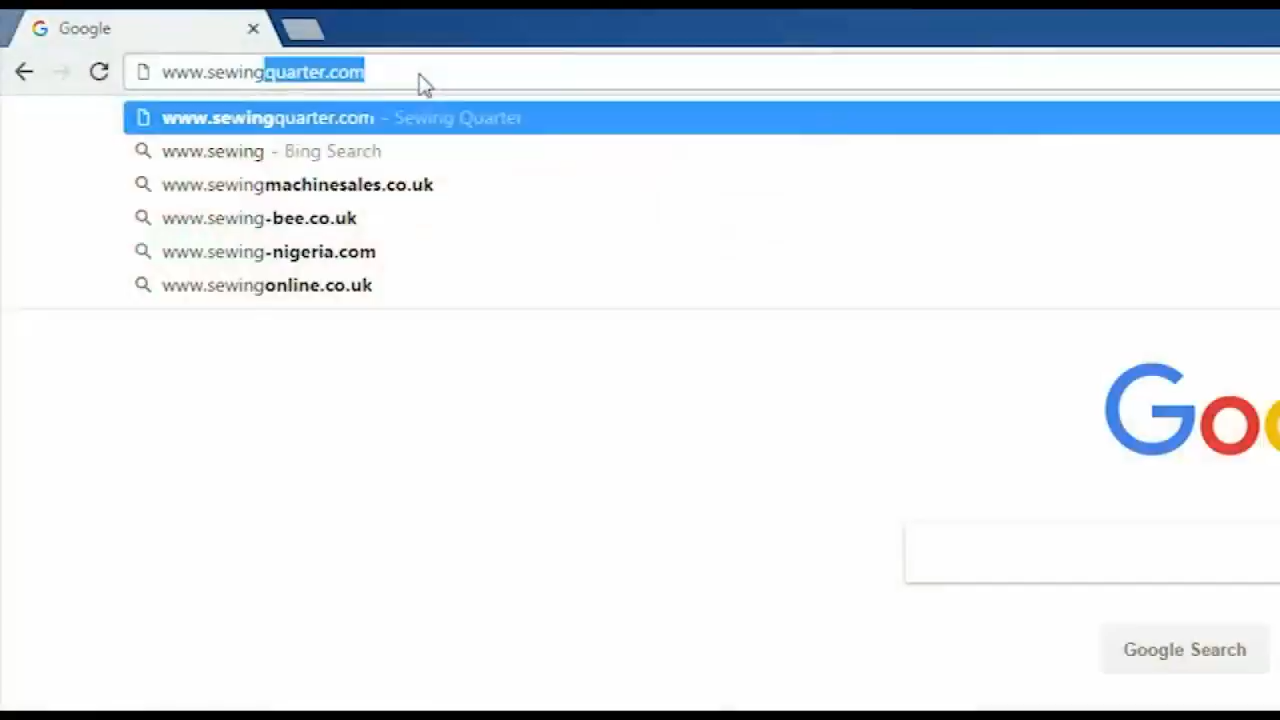 Google
www.sewingquarter.com
www.sewingquarter.com - Sewing Quarter
www.sewing - Bing Search
www.sewingmachinesales.co.uk
www.sewing-bee.co.uk
www.sewing-nigeria.com
www.sewingonline.co.uk
Goo
Google Search